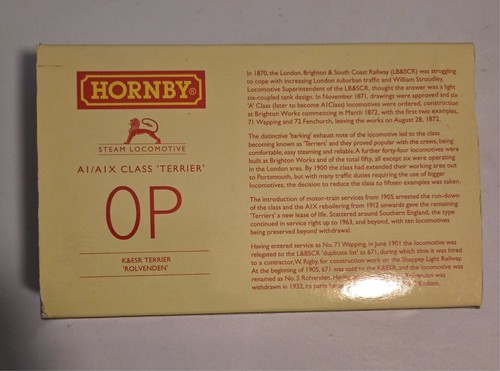 HORNBY®
STEAM LOCOMOTIVE
A1/A1X CLASS 'TERRIER'
OP
K&ESR TERRIER
'ROLVENDEN'
In 1870, the London, Brighton & South Coast Railway (LB&SCR) was struggling
to cope with increasing London suburban traffic and William Stroudley,
Locomotive Superintendent of the LB&SCR, thought the answer was a light
six-coupled tank design. In November 1871, drawings were approved and six
'A' Class (later to become A1Class) locomotives were ordered, construction
at Brighton Works commencing in March 1872, with the first two examples,
71 Wapping and 72 Fenchurch, leaving the works on August 28, 1872.
The distinctive 'barking' exhaust note of the locomotive led to the class
becoming known as 'Terriers' and they proved popular with the crews, being
comfortable, easy steaming and reliable. A further forty-four locomotives were
built at Brighton Works and of the total fifty, all except six were operating
in the London area. By 1900 the class had extended their working area out
to Portsmouth, but with many traffic duties requiring the use of bigger
locomotives, the decision to reduce the class to fifteen examples was taken.
The introduction of motor-train services from 1905 arrested the run-down
of the class and the A1X reboilering from 1912 onwards gave the remaining
'Terriers' a new lease of life. Scattered around Southern England, the type
continued in service right up to 1963, and beyond, with ten locomotives
being preserved beyond withdrawal.
Having entered service as No. 71 Wapping, in June 1901 the locomotive was
relegated to the LB&SCR 'duplicate list' as 671, during which time it was hired
to a contractor, W. Rigby, for construction work on the Sheppey Light Railway.
At the beginning of 1905, 671 was sold to the K&ESR, and the locomotive was
renamed as No. 5 Rolvenden. Having Rolvenden was
withdrawn in 1932, its parts Bodiam.